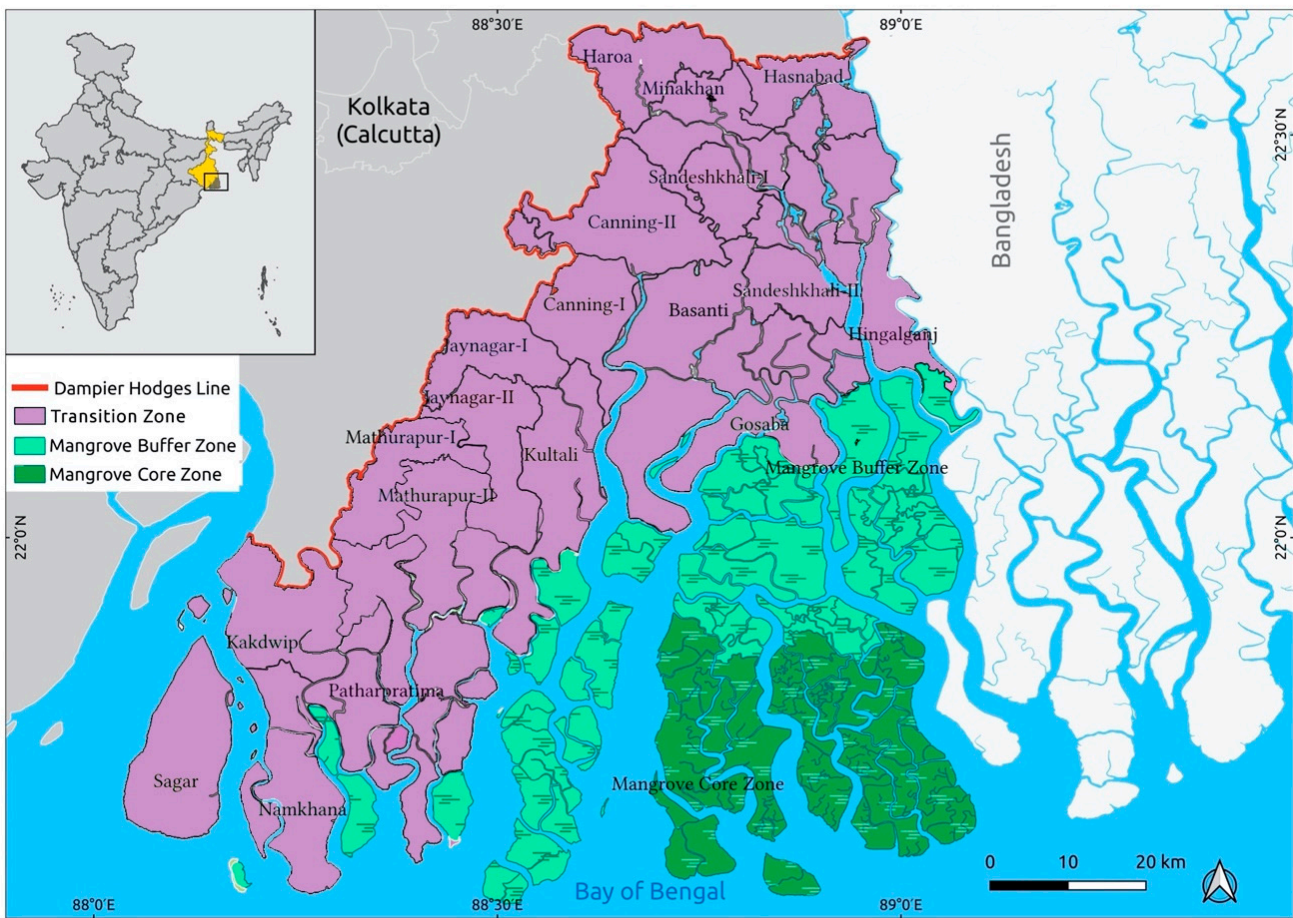 88°30′E
89°0′E
Haroa
Hasnabad
Minakhan
Kolkata
(Calcutta)
22°30′N
Bangladesh
Sandeshkhali-I
Canning-II
Sandeshkhali-II
Canning-I
Basanti
Hingalganj
Jaynagar-I
Dampier Hodges Line
Jaynagar-II
Transition Zone
Gosaba
Mathurapur-I
Mangrove Buffer Zone
Kultali
Mangrove Buffer Zone
Mangrove Core Zone
Mathurapur-II
22°0′N
22°0′N
Kakdwip
Patharpratima
Sagar
Mangrove Core Zone
Namkhana
0 10 20 km
Bay of Bengal
88°0′E
88°30′E
89°0′E